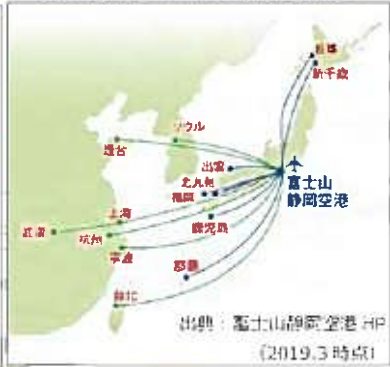 札幌
新千歳
ソウル
煙台
出雲
北九州
福岡
富士山
静岡空港
鹿児島
上海
武漢
杭州
寧波
那覇
台北
出典：富士山静岡空港 HP
（2019.3 時点）